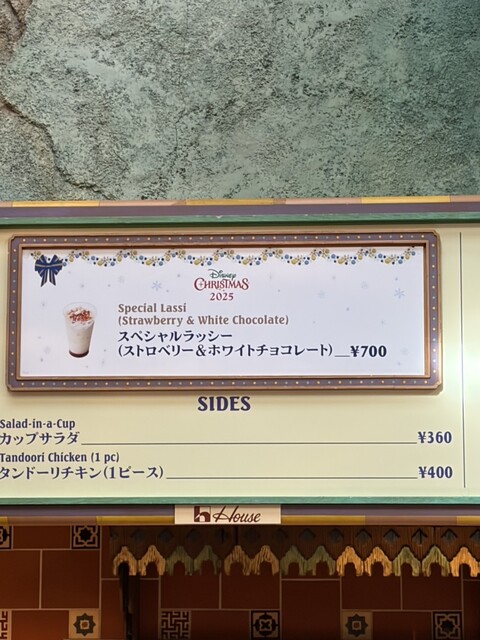 Disney
CHRISTMAS
2025
Special Lassi
(Strawberry & White Chocolate)
スペシャルラッシー
(ストロベリー＆ホワイトチョコレート) ¥700
SIDES
Salad-in-a-Cup
カップサラダ ¥360
Tandoori Chicken (1 pc)
タンドーリチキン(1ピース) ¥400
House